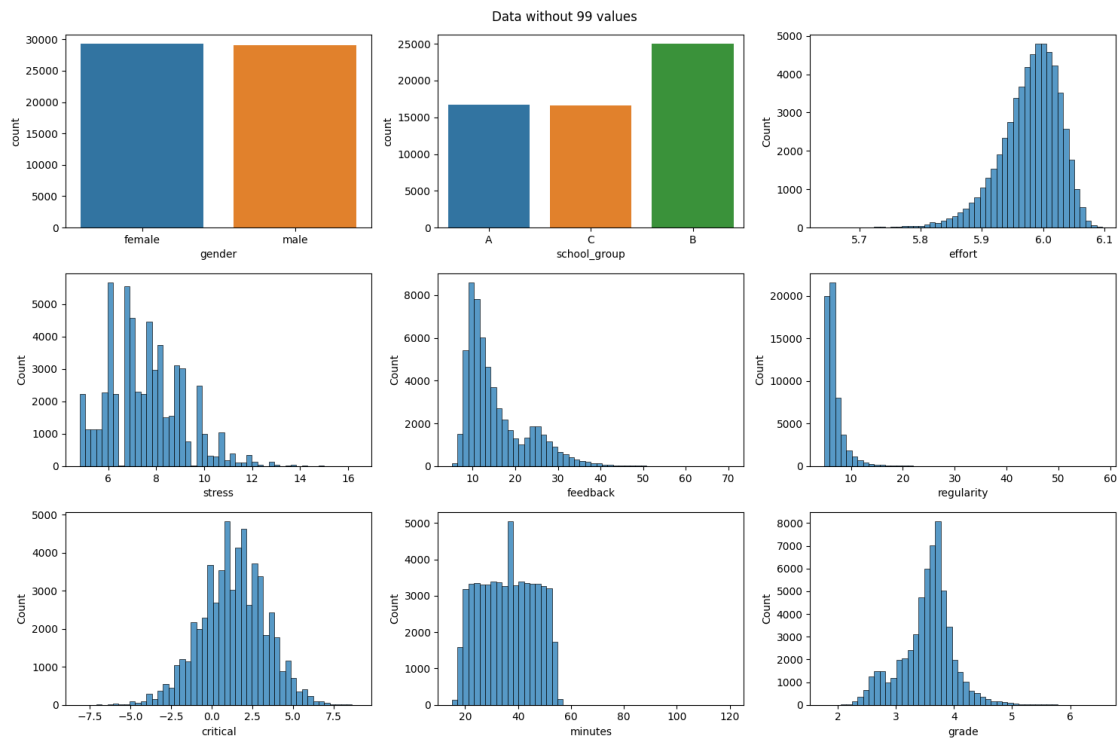 Data without 99 values
30000
25000
20000
15000
10000
5000
0
count
female male
gender
25000
20000
15000
10000
5000
0
count
A C B
school_group
5000
4000
3000
2000
1000
0
Count
5.7 5.8 5.9 6.0 6.1
effort
5000
4000
3000
2000
1000
0
Count
6 8 10 12 14 16
stress
8000
6000
4000
2000
0
Count
10 20 30 40 50 60 70
feedback
20000
15000
10000
5000
0
Count
10 20 30 40 50 60
regularity
5000
4000
3000
2000
1000
0
Count
−7.5 −5.0 −2.5 0.0 2.5 5.0 7.5
critical
5000
4000
3000
2000
1000
0
Count
20 40 60 80 100 120
minutes
8000
7000
6000
5000
4000
3000
2000
1000
0
Count
2 3 4 5 6
grade